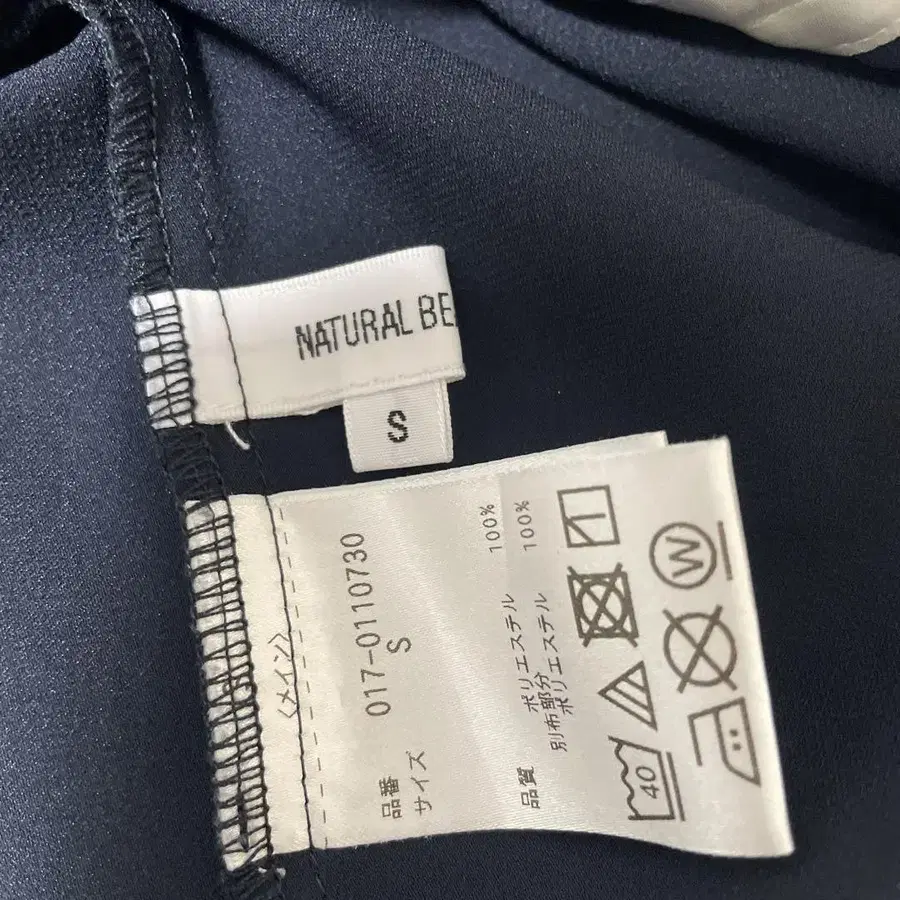 NATURAL BE
S
〈メイン〉
品番 017-0110730
サイズ S
品質 ポリエステル 100%
別布部分
ポリエステル 100%
40
W